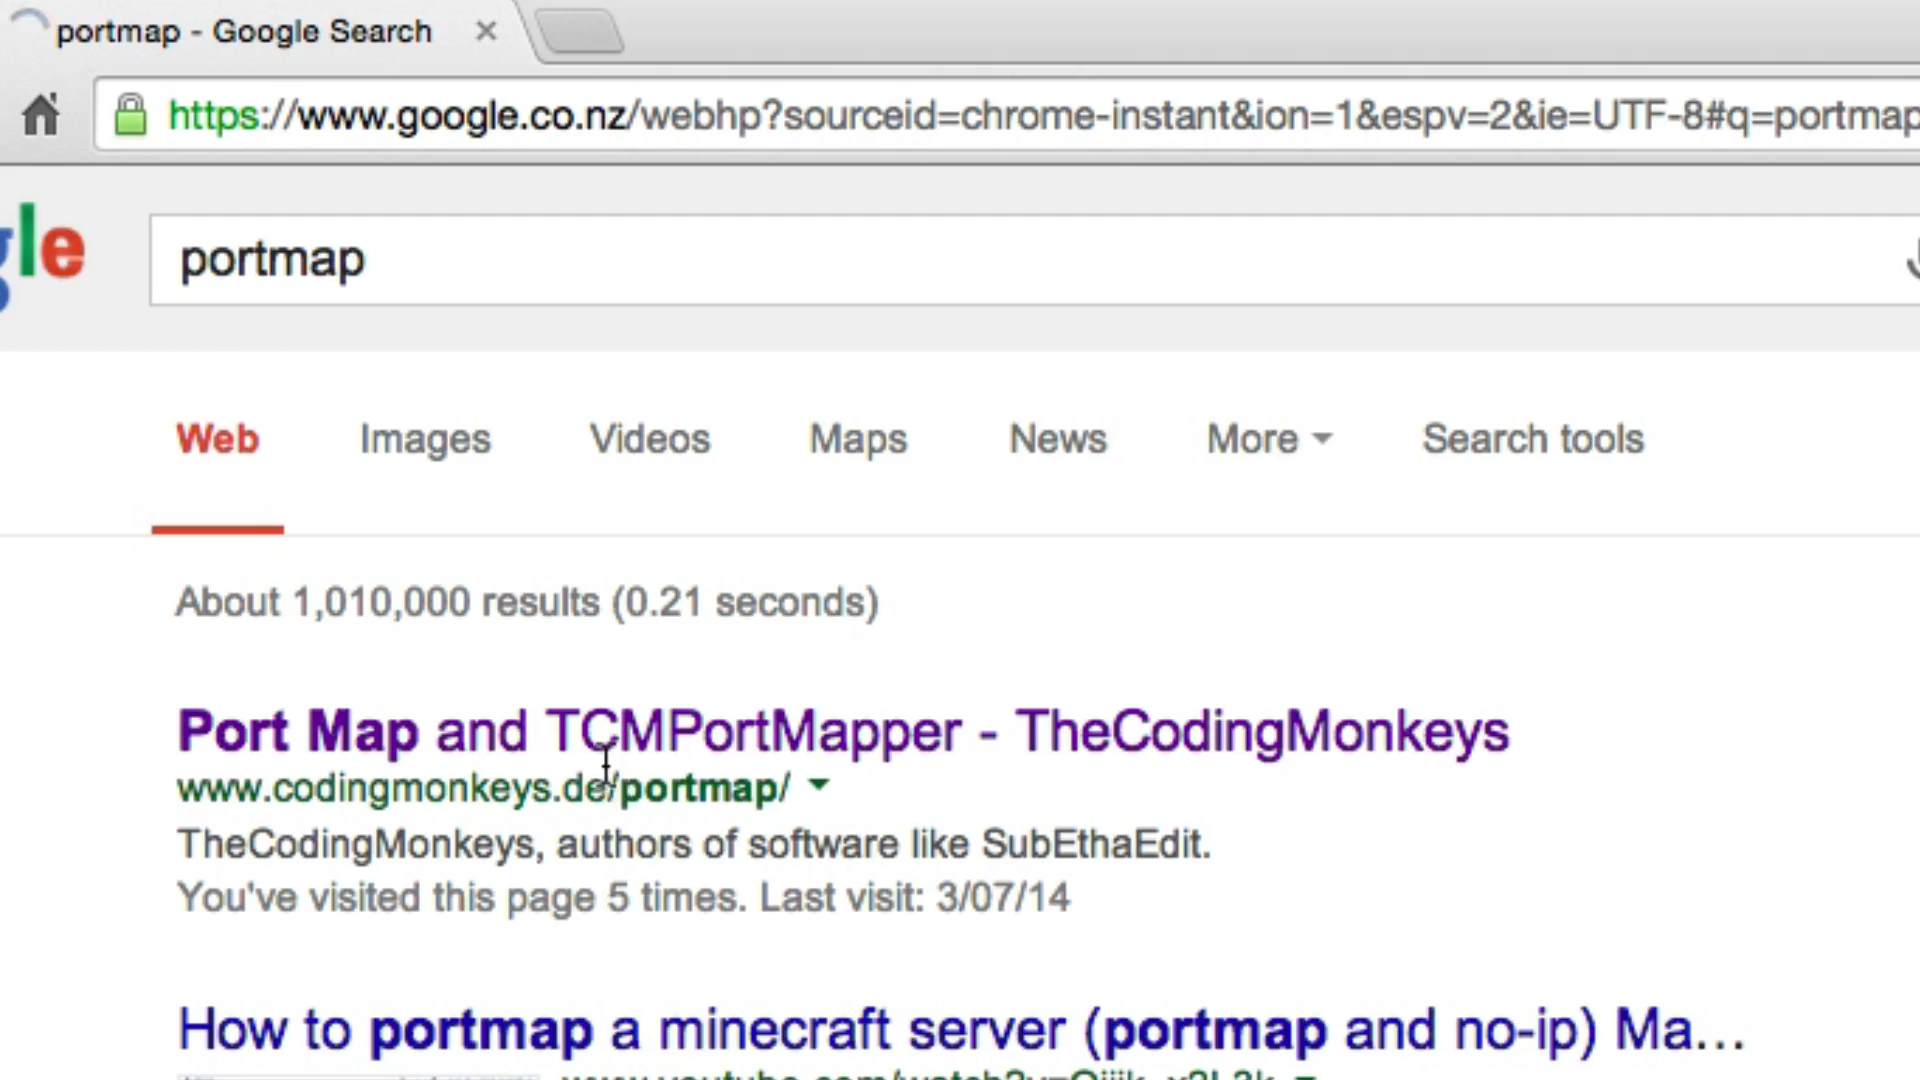 portmap - Google Search
https://www.google.co.nz/webhp?sourceid=chrome-instant&ion=1&espv=2&ie=UTF-8#q=portmap
gle
portmap
Web Images Videos Maps News More Search tools
About 1,010,000 results (0.21 seconds)
Port Map and TCMPortMapper - TheCodingMonkeys
www.codingmonkeys.de/portmap/
TheCodingMonkeys, authors of software like SubEthaEdit.
You've visited this page 5 times. Last visit: 3/07/14
How to portmap a minecraft server (portmap and no-ip) Ma...